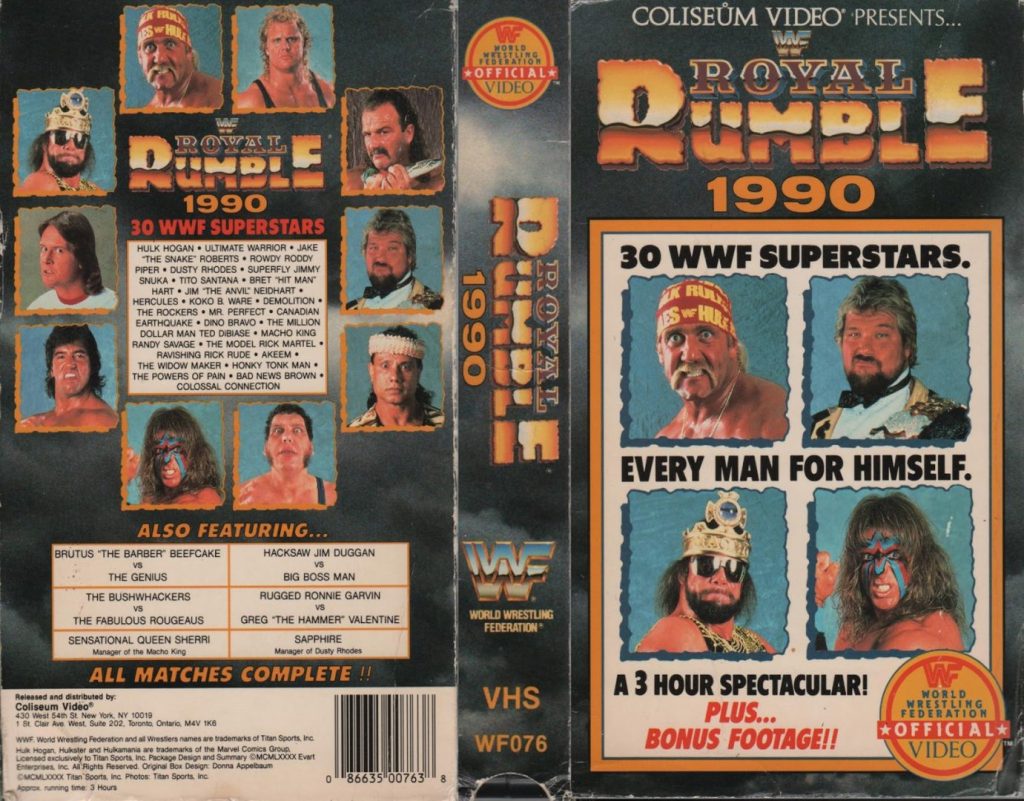 HULK RULES
WWF
ROYAL
RUMBLE
1990
30 WWF SUPERSTARS
HULK HOGAN • ULTIMATE WARRIOR • JAKE
"THE SNAKE" ROBERTS • ROWDY RODDY
PIPER • DUSTY RHODES • SUPERFLY JIMMY
SNUKA • TITO SANTANA • BRET "HIT MAN"
HART • JIM "THE ANVIL" NEIDHART •
HERCULES • KOKO B. WARE • DEMOLITION •
THE ROCKERS • MR. PERFECT • CANADIAN
EARTHQUAKE • DINO BRAVO • THE MILLION
DOLLAR MAN TED DIBIASE • MACHO KING
RANDY SAVAGE • THE MODEL RICK MARTEL •
RAVISHING RICK RUDE • AKEEM •
THE WIDOW MAKER • HONKY TONK MAN •
THE POWERS OF PAIN • BAD NEWS BROWN •
COLOSSAL CONNECTION
ALSO FEATURING...
BRUTUS "THE BARBER" BEEFCAKE
VS
THE GENIUS
HACKSAW JIM DUGGAN
VS
BIG BOSS MAN
THE BUSHWHACKERS
VS
THE FABULOUS ROUGEAUS
RUGGED RONNIE GARVIN
VS
GREG "THE HAMMER" VALENTINE
SENSATIONAL QUEEN SHERRI
Manager of the Macho King
SAPPHIRE
Manager of Dusty Rhodes
ALL MATCHES COMPLETE !!
Released and distributed by:
Coliseum Video®
430 West 54th St. New York, NY 10019
1 St. Clair Ave. West, Suite 202, Toronto, Ontario, M4V 1K6
WWF, World Wrestling Federation and all Wrestlers names are trademarks of Titan Sports, Inc.
Hulk Hogan, Hulkster and Hulkamania are trademarks of the Marvel Comics Group,
Licensed exclusively to Titan Sports, Inc. Package Design and Summary ©MCMLXXXX Evart
Enterprises, Inc. All Rights Reserved. Original Box Design: Donna Appelbaum
©MCMLXXXX Titan Sports, Inc. Photos: Titan Sports, Inc.
Approx. running time: 3 Hours
0 86635 00763 8
WF
WORLD
WRESTLING
FEDERATION
★OFFICIAL★
VIDEO
ROYAL
RUMBLE
1990
WF
WORLD WRESTLING
FEDERATION®
VHS
WF076
COLISEUM VIDEO® PRESENTS...
WF
ROYAL
RUMBLE
1990
30 WWF SUPERSTARS.
HULK RULES
EVERY MAN FOR HIMSELF.
A 3 HOUR SPECTACULAR!
PLUS...
BONUS FOOTAGE!!
WF
WORLD
WRESTLING
FEDERATION
★OFFICIAL★
VIDEO
TM